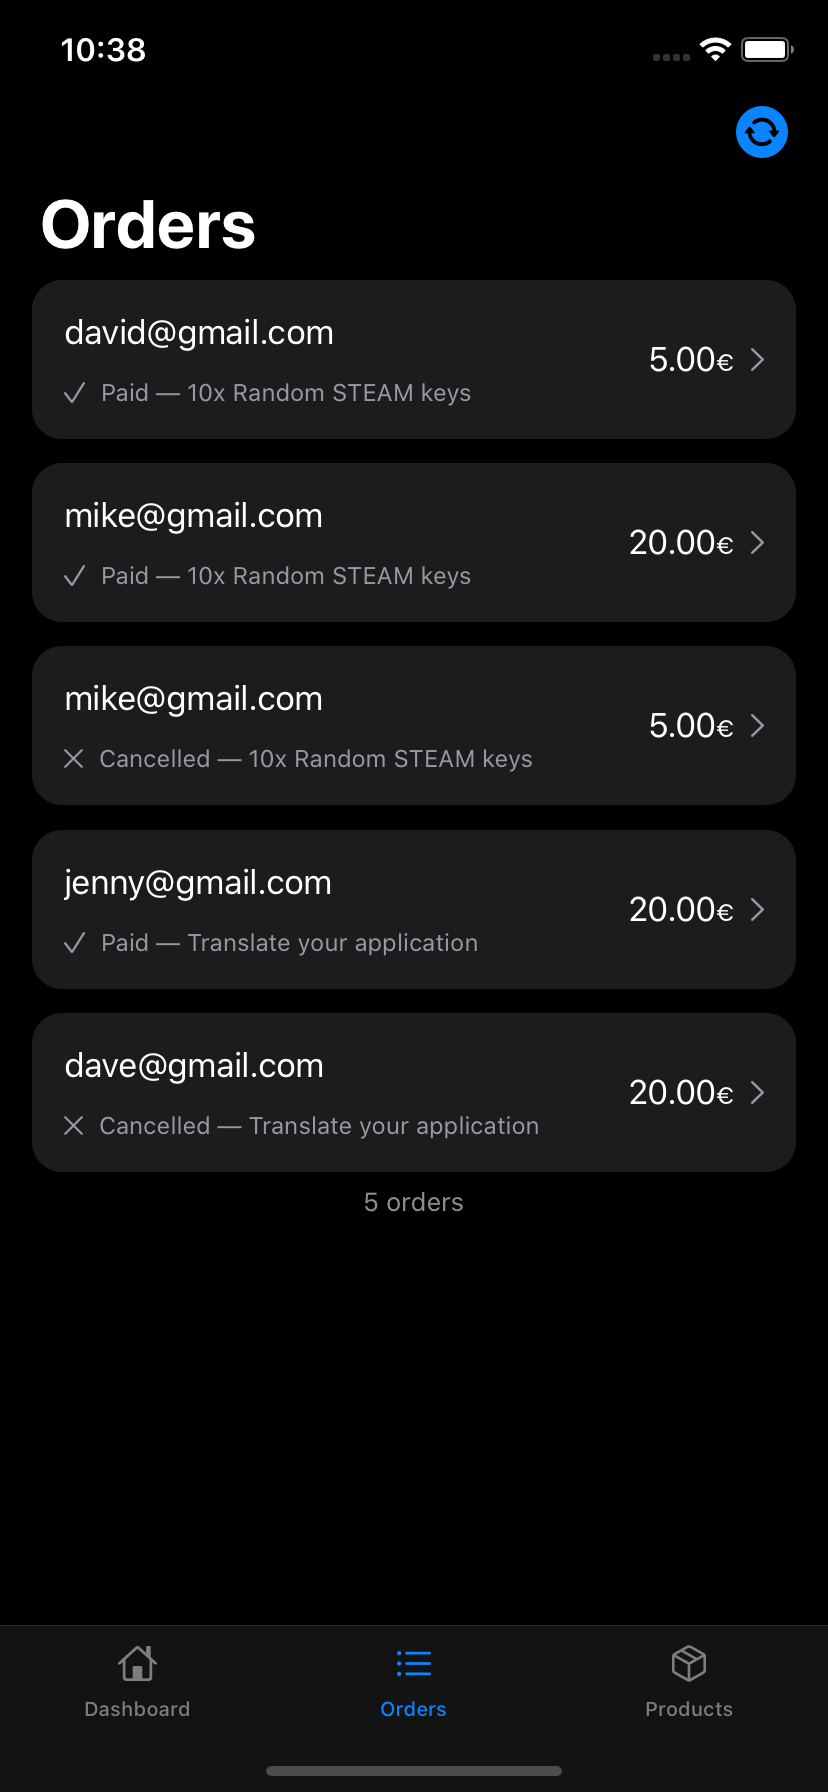 10:38
Orders
david@gmail.com
5.00€
Paid — 10x Random STEAM keys
mike@gmail.com
20.00€
Paid — 10x Random STEAM keys
mike@gmail.com
5.00€
Cancelled — 10x Random STEAM keys
jenny@gmail.com
20.00€
Paid — Translate your application
dave@gmail.com
20.00€
Cancelled — Translate your application
5 orders
Dashboard
Orders
Products